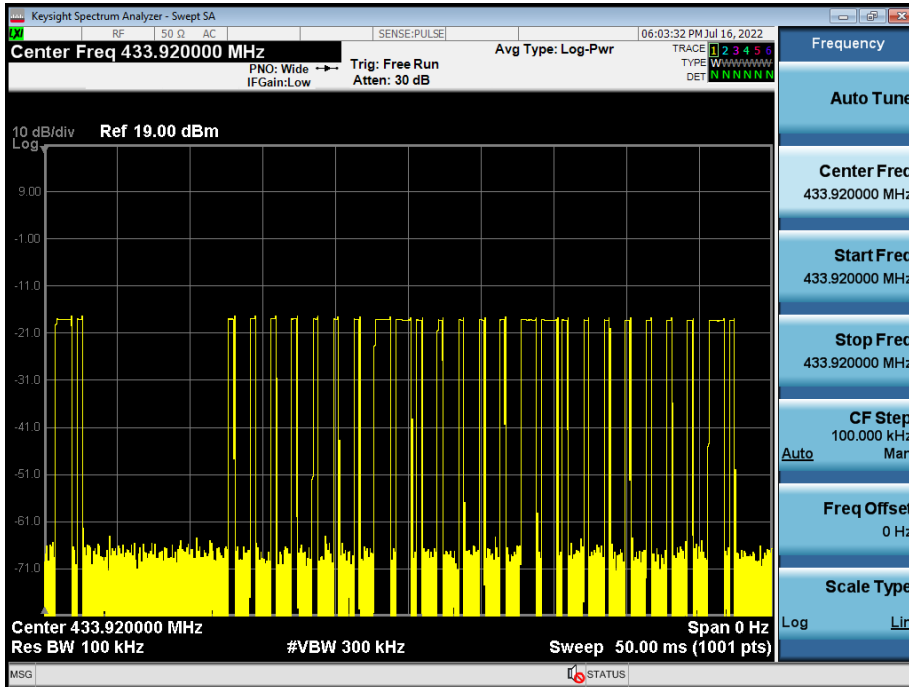 Keysight Spectrum Analyzer - Swept SA
LXI RF 50 Ω AC SENSE:PULSE 06:03:32 PM Jul 16, 2022
Center Freq 433.920000 MHz
Avg Type: Log-Pwr
TRACE 1 2 3 4 5 6
PNO: Wide
Trig: Free Run
TYPE WWWWWW
IFGain:Low
Atten: 30 dB
DET N N N N N N
10 dB/div Ref 19.00 dBm
Log
9.00
-1.00
-11.0
-21.0
-31.0
-41.0
-51.0
-61.0
-71.0
Center 433.920000 MHz
Span 0 Hz
Res BW 100 kHz
#VBW 300 kHz
Sweep 50.00 ms (1001 pts)
MSG
STATUS
Frequency
Auto Tune
Center Freq
433.920000 MHz
Start Freq
433.920000 MHz
Stop Freq
433.920000 MHz
CF Step
100.000 kHz
Auto Man
Freq Offset
0 Hz
Scale Type
Log Lin